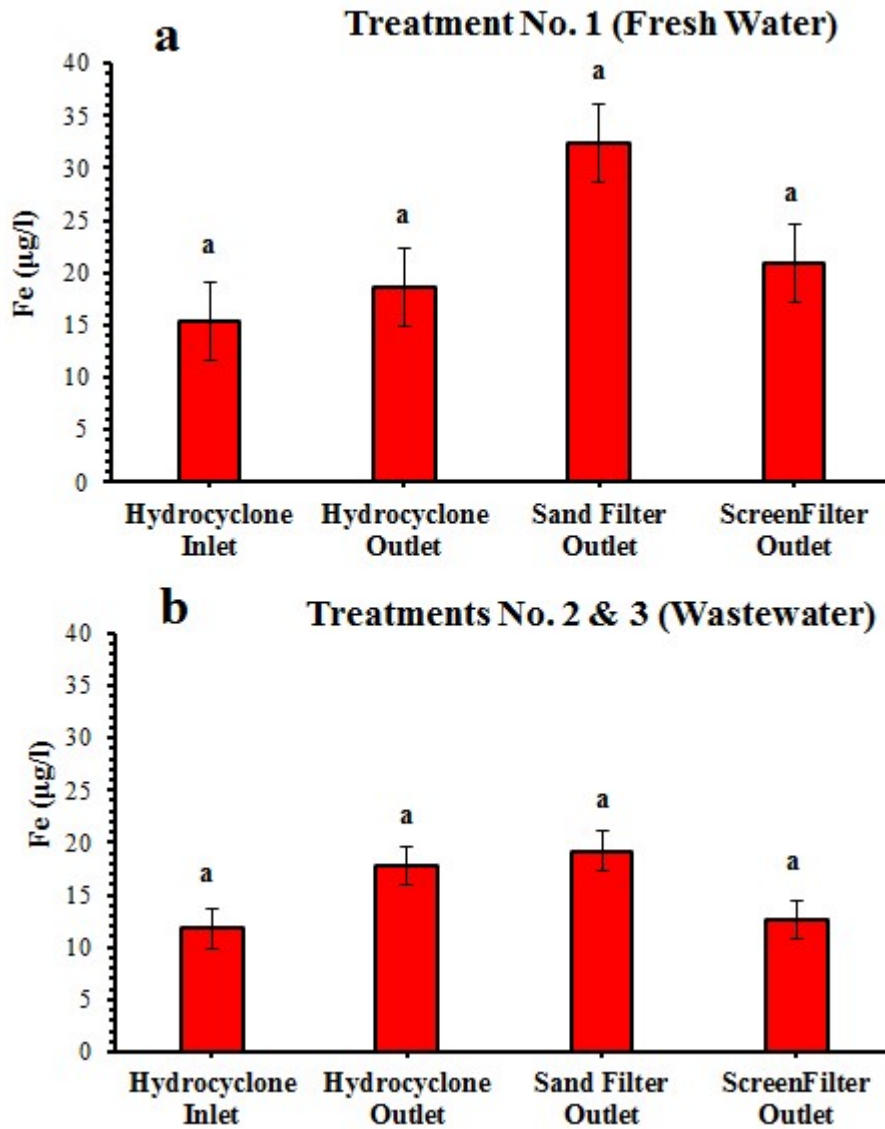 a
Treatment No. 1 (Fresh Water)
Fe (µg/l)
40
35
30
25
20
15
10
5
0
a
a
a
a
Hydrocyclone
Inlet
Hydrocyclone
Outlet
Sand Filter
Outlet
ScreenFilter
Outlet
b
Treatments No. 2 & 3 (Wastewater)
Fe (µg/l)
40
35
30
25
20
15
10
5
0
a
a
a
a
Hydrocyclone
Inlet
Hydrocyclone
Outlet
Sand Filter
Outlet
ScreenFilter
Outlet